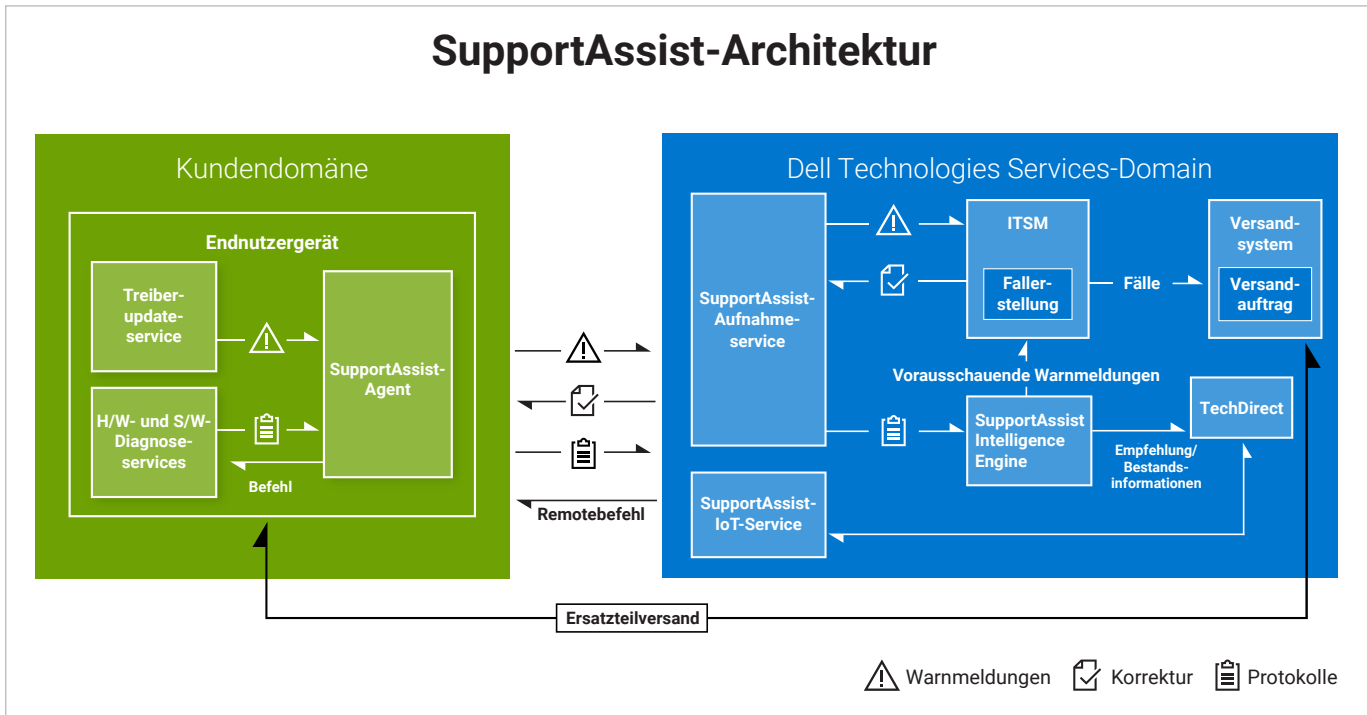 SupportAssist-Architektur
Kundendomäne
Endnutzergerät
Treiber-
update-
service
H/W- und S/W-
Diagnose-
services
SupportAssist-
Agent
Befehl
Remotebefehl
Dell Technologies Services-Domain
SupportAssist-
Aufnahme-
service
SupportAssist-
IoT-Service
ITSM
Faller-
stellung
Fälle
Versand-
system
Versand-
auftrag
Vorausschauende Warnmeldungen
SupportAssist
Intelligence
Engine
Empfehlung/
Bestands-
informationen
TechDirect
Ersatzteilversand
Warnmeldungen
Korrektur
Protokolle